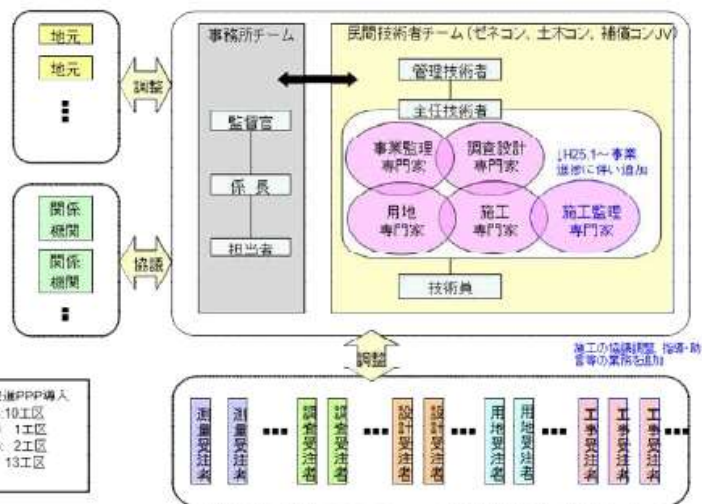 地元
地元
調整
関係
機関
関係
機関
協議
事務所チーム
監督官
係 長
担当者
民間技術者チーム(ゼネコン、土木コン、補償コンJV)
管理技術者
主任技術者
事業監理
専門家
調査設計
専門家
用地
専門家
施工
専門家
施工監理
専門家
↓H25.1～事業
進捗に伴い追加
技術員
調整
施工の協議調整、指導・助
言等の業務を追加
進PPP導入
10工区
1工区
2工区
13工区
測量受注者
測量受注者
調査受注者
調査受注者
設計受注者
設計受注者
用地受注者
用地受注者
工事受注者
工事受注者
工事受注者